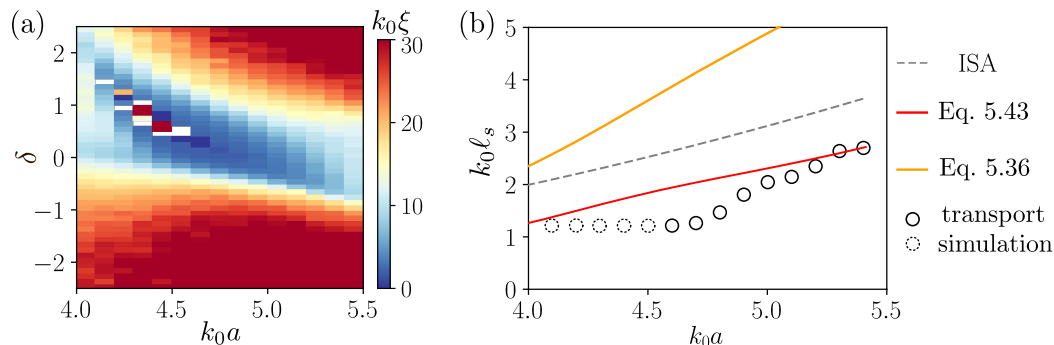 (a)
k₀ξ
2
1
0
−1
−2
δ
4.0
4.5
5.0
5.5
k₀a
30
20
10
0
(b)
5
4
3
2
1
0
k₀ℓₛ
4.0
4.5
5.0
5.5
k₀a
ISA
Eq. 5.43
Eq. 5.36
transport
simulation